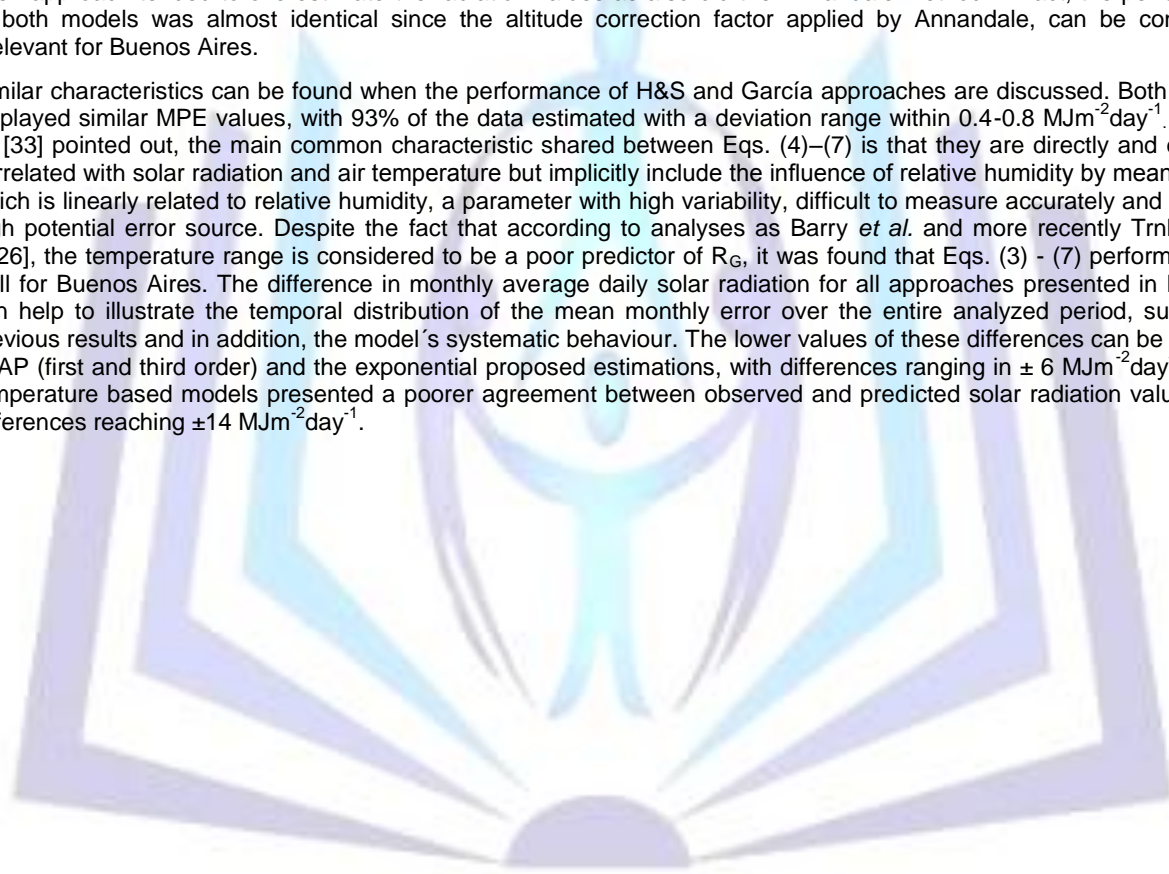 both models was almost identical since the altitude correction factor applied by Annandale, can be con
elevant for Buenos Aires.
milar characteristics can be found when the performance of H&S and García approaches are discussed. Both
played similar MPE values, with 93% of the data estimated with a deviation range within 0.4-0.8 MJm⁻²day⁻¹.
[33] pointed out, the main common characteristic shared between Eqs. (4)–(7) is that they are directly and
rrelated with solar radiation and air temperature but implicitly include the influence of relative humidity by mean
ich is linearly related to relative humidity, a parameter with high variability, difficult to measure accurately and
gh potential error source. Despite the fact that according to analyses as Barry et al. and more recently Trn
26], the temperature range is considered to be a poor predictor of R_G, it was found that Eqs. (3) - (7) perform
ll for Buenos Aires. The difference in monthly average daily solar radiation for all approaches presented in
n help to illustrate the temporal distribution of the mean monthly error over the entire analyzed period, su
evious results and in addition, the model´s systematic behaviour. The lower values of these differences can be
AP (first and third order) and the exponential proposed estimations, with differences ranging in ± 6 MJm⁻²day
mperature based models presented a poorer agreement between observed and predicted solar radiation valu
ferences reaching ±14 MJm⁻²day⁻¹.